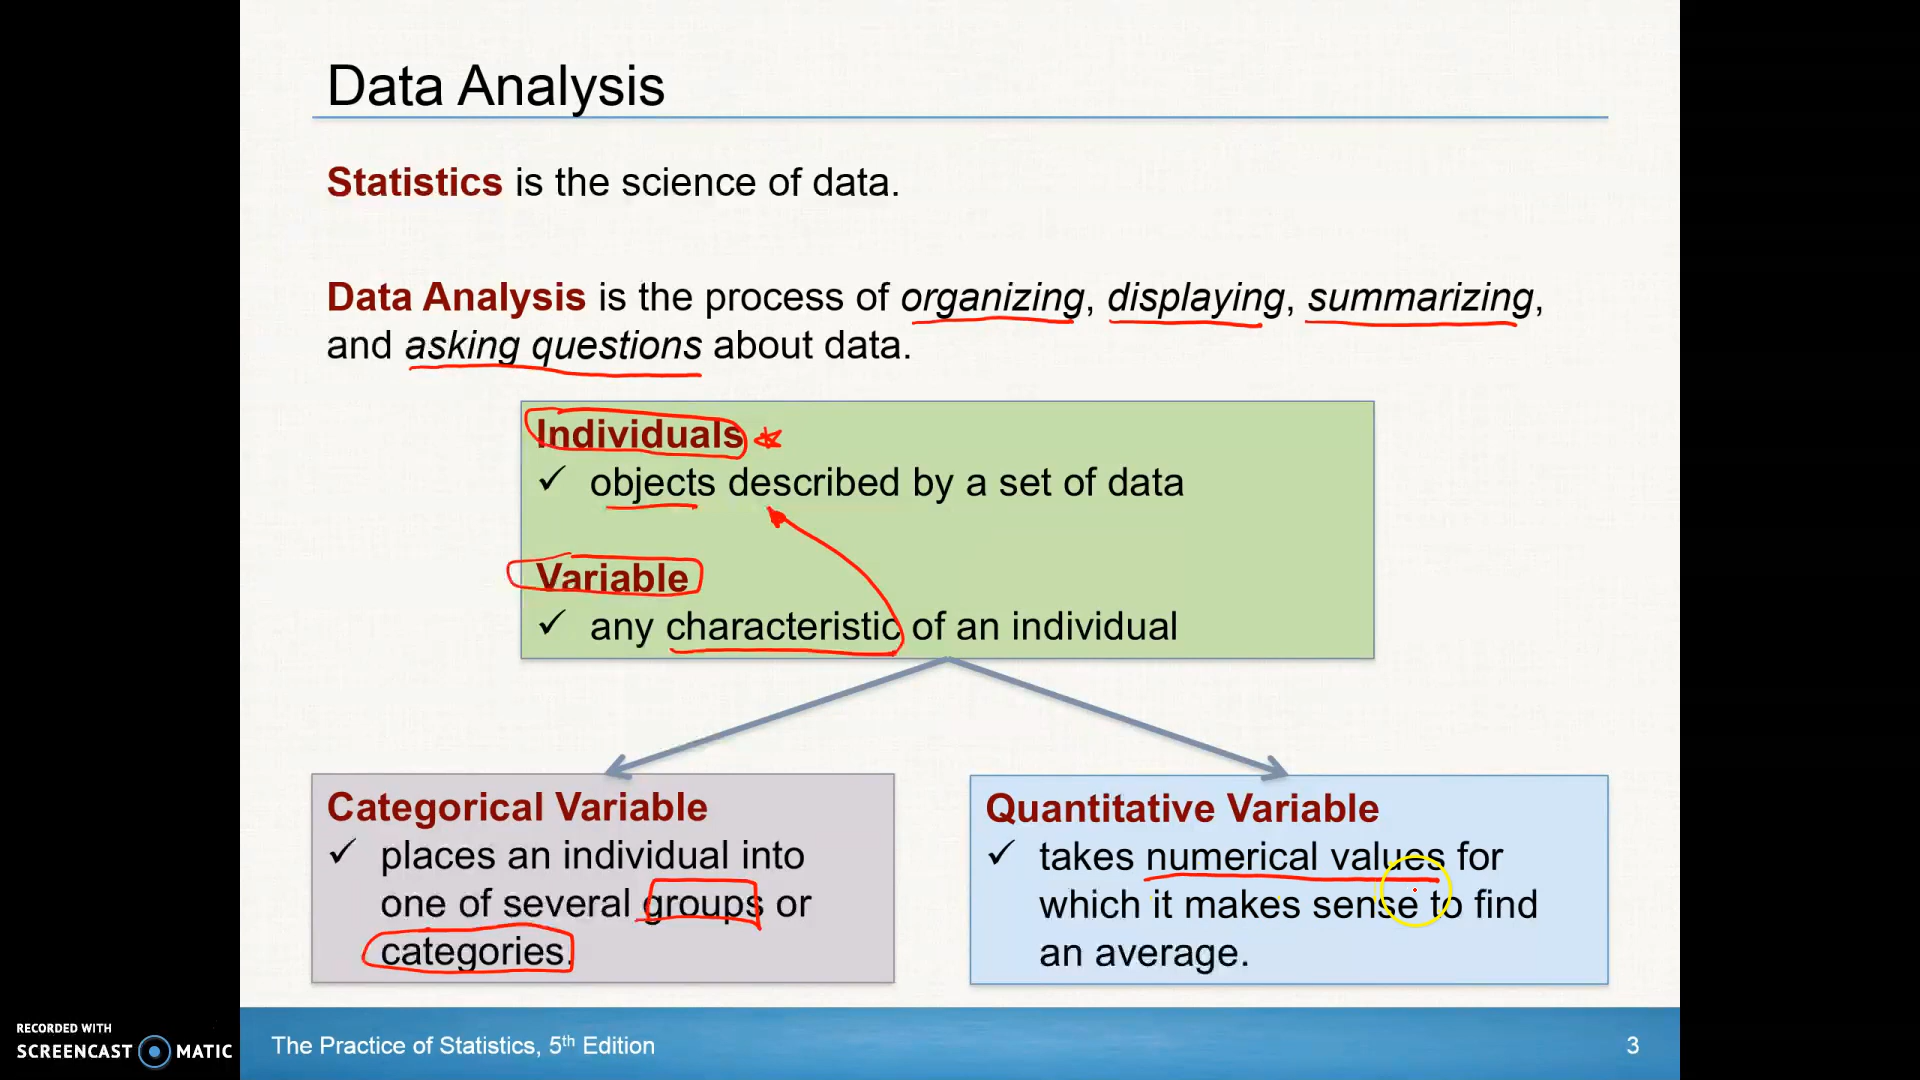 Data Analysis
Statistics is the science of data.
Data Analysis is the process of organizing, displaying, summarizing,
and asking questions about data.
Individuals
✓ objects described by a set of data
Variable
✓ any characteristic of an individual
Categorical Variable
✓ places an individual into
one of several groups or
categories.
Quantitative Variable
✓ takes numerical values for
which it makes sense to find
an average.
RECORDED WITH
SCREENCAST MATIC
The Practice of Statistics, 5th Edition
3